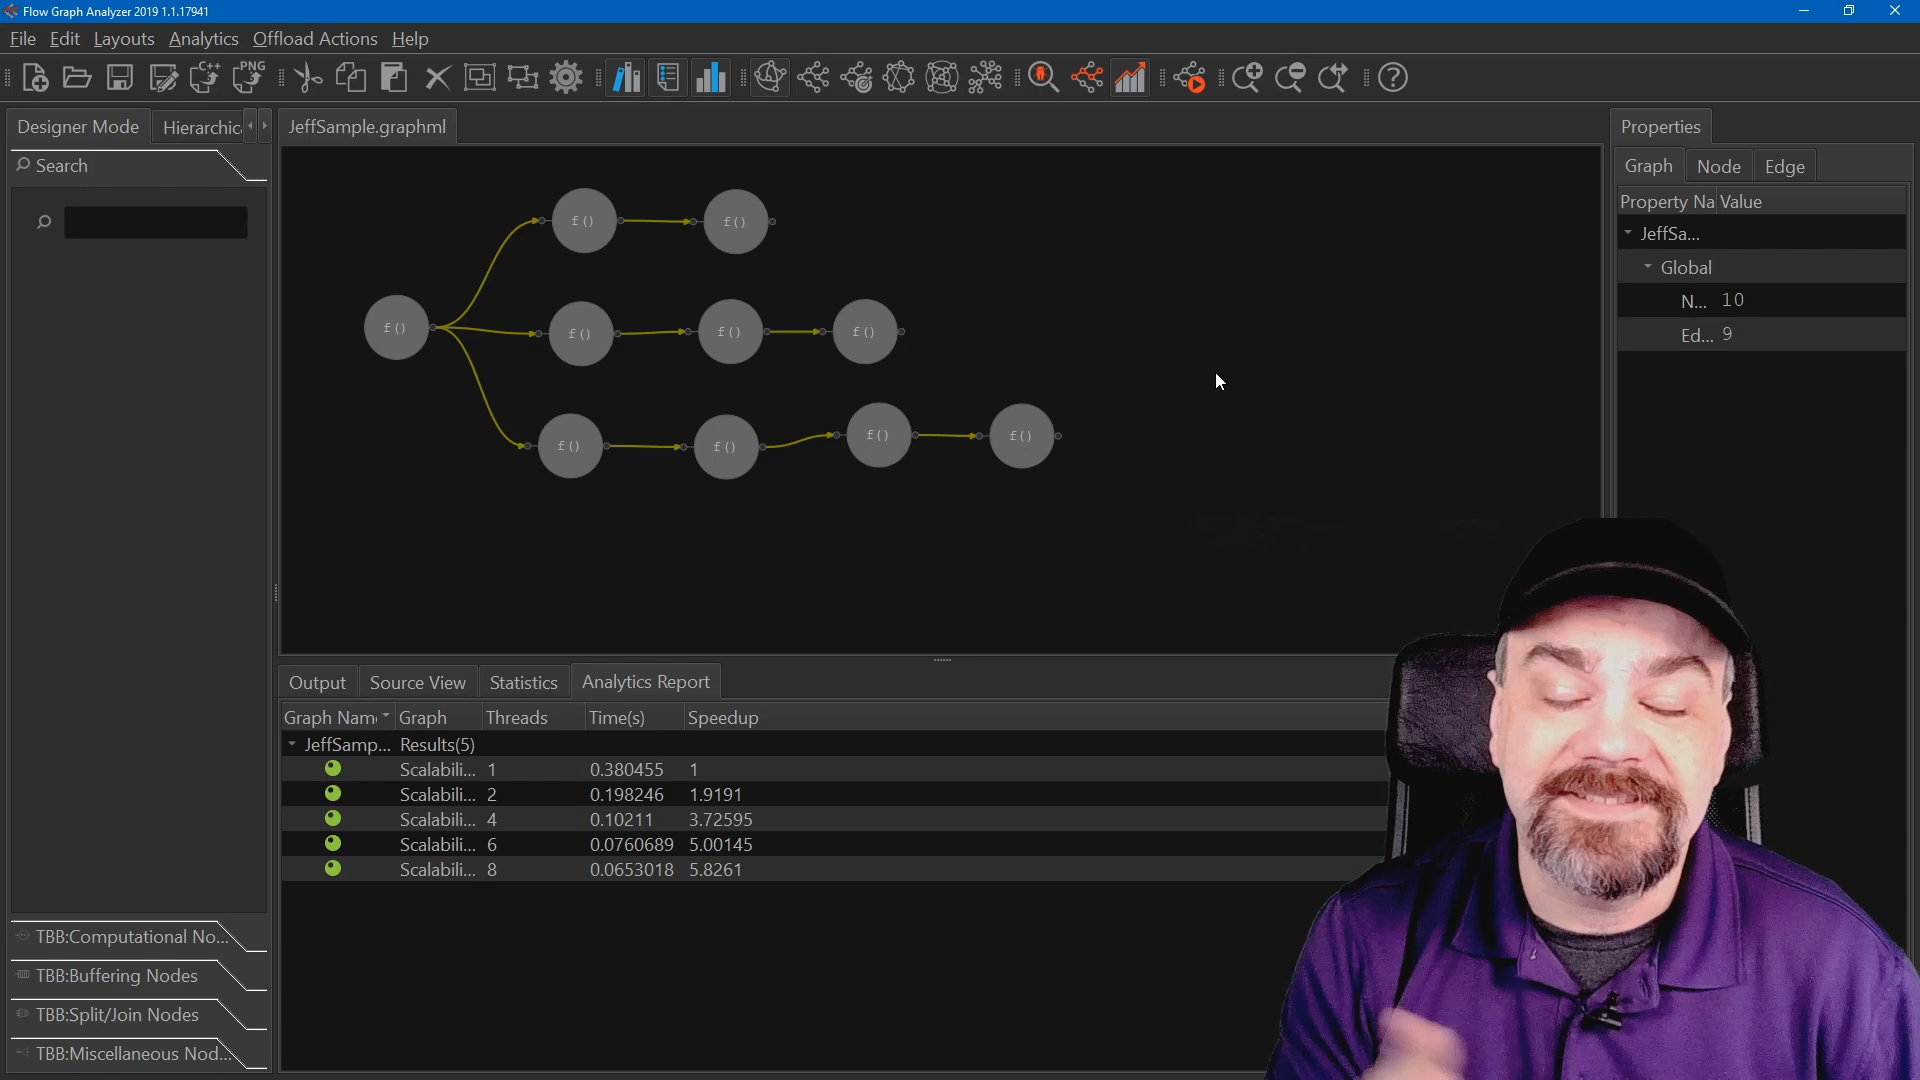 Flow Graph Analyzer 2019 1.1.17941
File Edit Layouts Analytics Offload Actions Help
C++ PNG
Designer Mode Hierarchic
JeffSample.graphml
Properties
Search
Graph Node Edge
Property Na Value
JeffSa...
Global
N... 10
Ed... 9
f()
f()
f()
f()
f()
f()
f()
f()
f()
f()
Output Source View Statistics Analytics Report
Graph Nam Graph Threads Time(s) Speedup
JeffSamp... Results(5)
Scalabili... 1 0.380455 1
Scalabili... 2 0.198246 1.9191
Scalabili... 4 0.10211 3.72595
Scalabili... 6 0.0760689 5.00145
Scalabili... 8 0.0653018 5.8261
TBB:Computational No...
TBB:Buffering Nodes
TBB:Split/Join Nodes
TBB:Miscellaneous Nod...